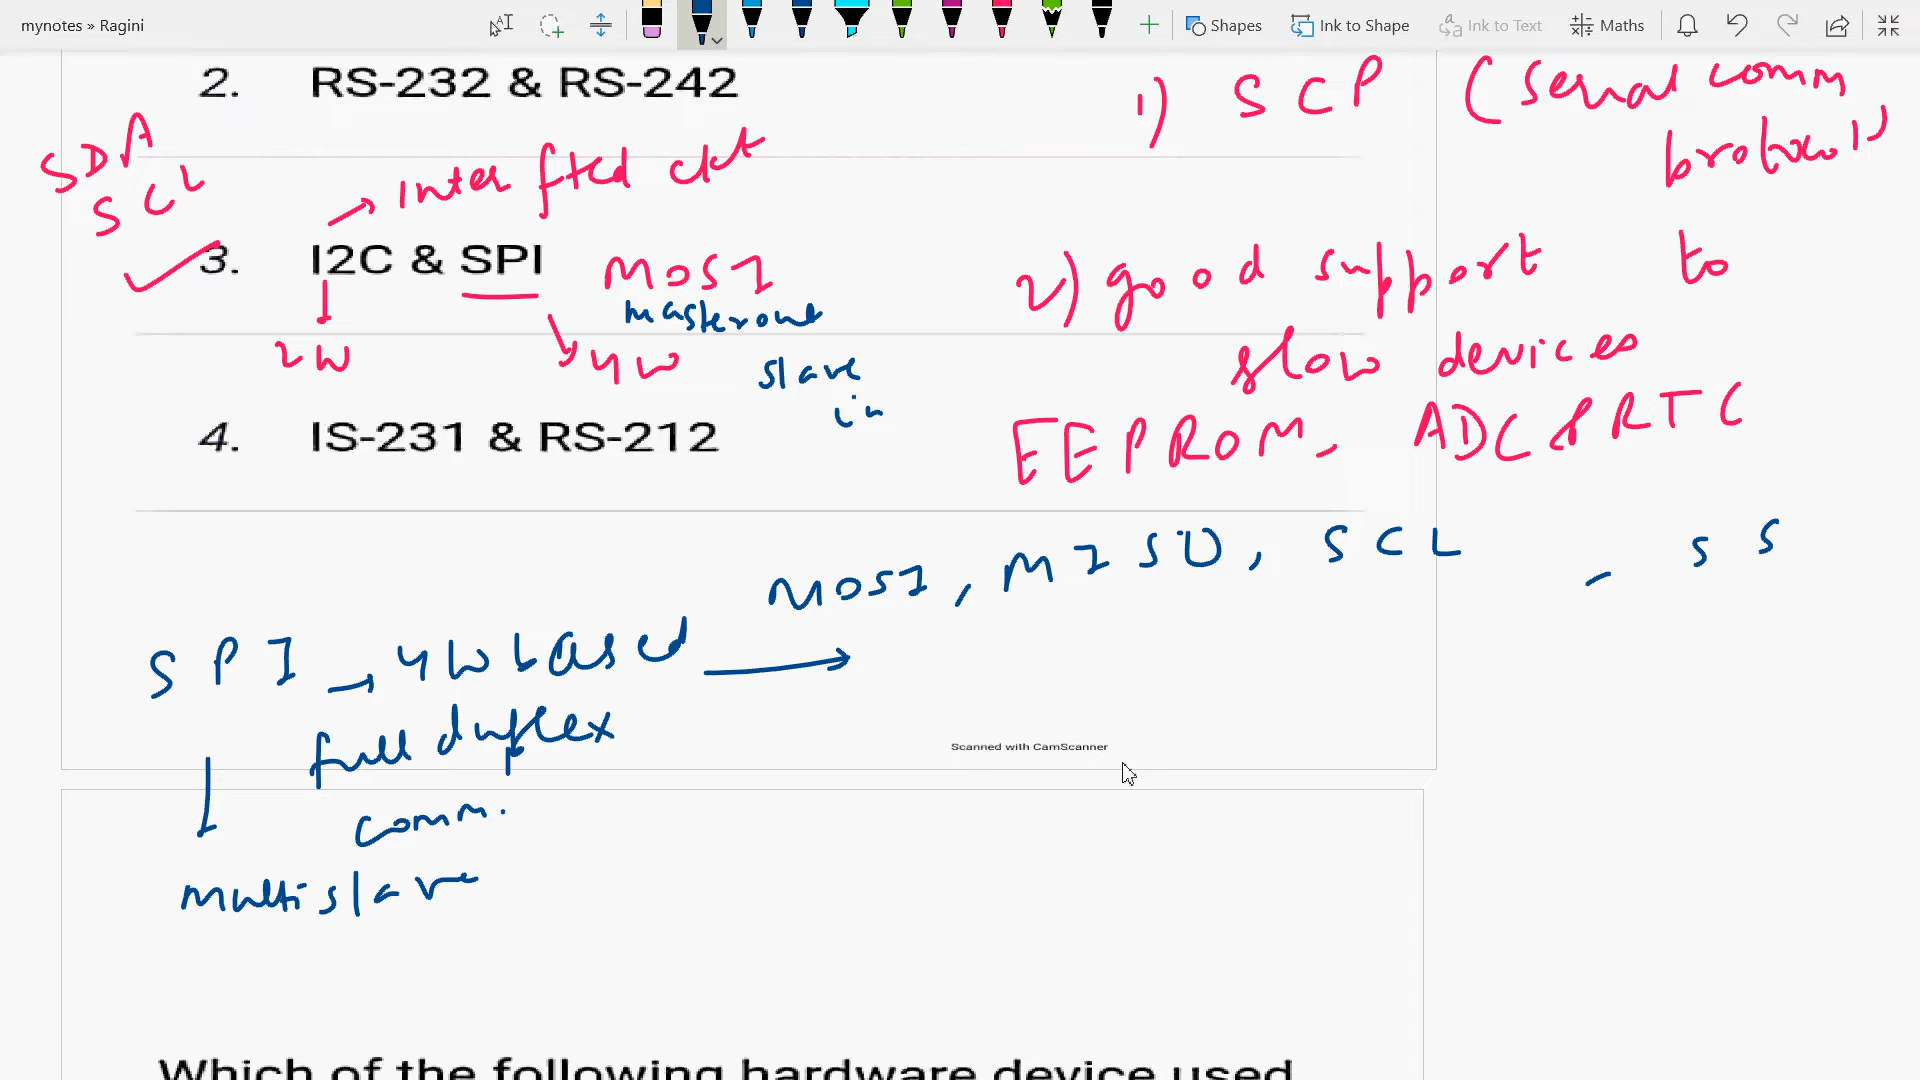 mynotes » Ragini
Shapes
Ink to Shape
Ink to Text
Maths
2. RS-232 & RS-242
1) SCP (serial comm
protocol)
SDA
SCL
→ Inter
ckt
3. I2C & SPI
MOSI
masterout
slave
in
2W
4W
2) good support to
slow devices
EEPROM, ADC & RTC
4. IS-231 & RS-212
MOSI, MISO, SCL, SS
SPI → 4W based →
full duplex
comm.
multislave
Scanned with CamScanner
Which of the following hardware device used